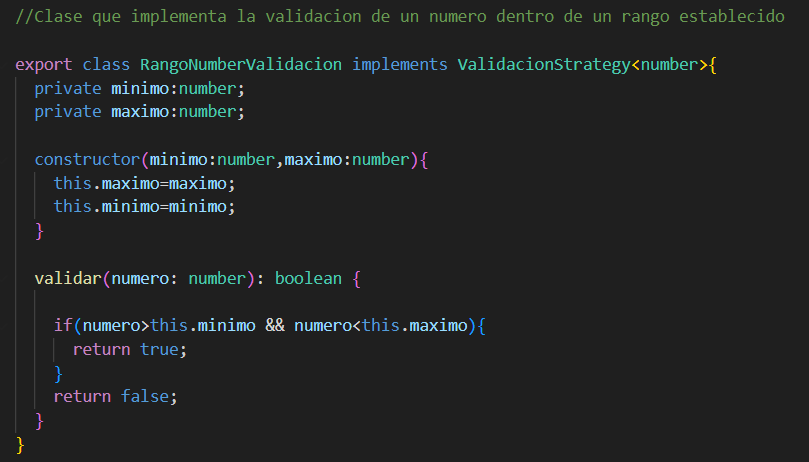 //Clase que implementa la validacion de un numero dentro de un rango establecido
export class RangoNumberValidacion implements ValidacionStrategy<number>{
private minimo:number;
private maximo:number;
constructor(minimo:number,maximo:number){
this.maximo=maximo;
this.minimo=minimo;
}
validar(numero: number): boolean {
if(numero>this.minimo && numero<this.maximo){
return true;
}
return false;
}
}